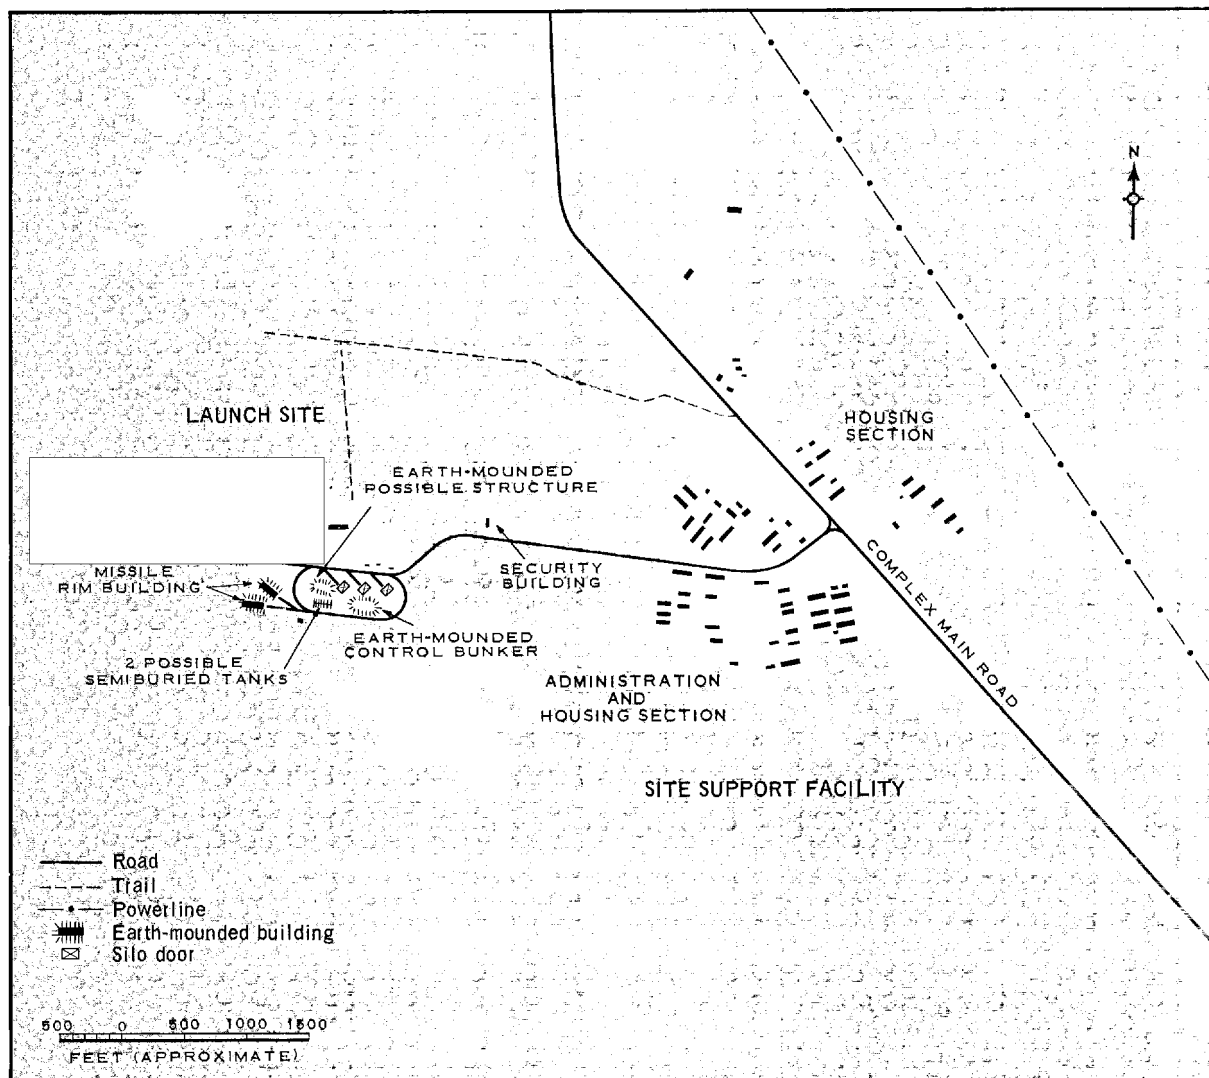 N
LAUNCH SITE
HOUSING
SECTION
EARTH-MOUNDED
POSSIBLE STRUCTURE
MISSILE
RIM BUILDING
SECURITY
BUILDING
COMPLEX MAIN ROAD
EARTH-MOUNDED
CONTROL BUNKER
2 POSSIBLE
SEMIBURIED TANKS
ADMINISTRATION
AND
HOUSING SECTION
SITE SUPPORT FACILITY
Road
Trail
Powerline
Earth-mounded building
Silo door
500 0 500 1000 1500
FEET (APPROXIMATE)